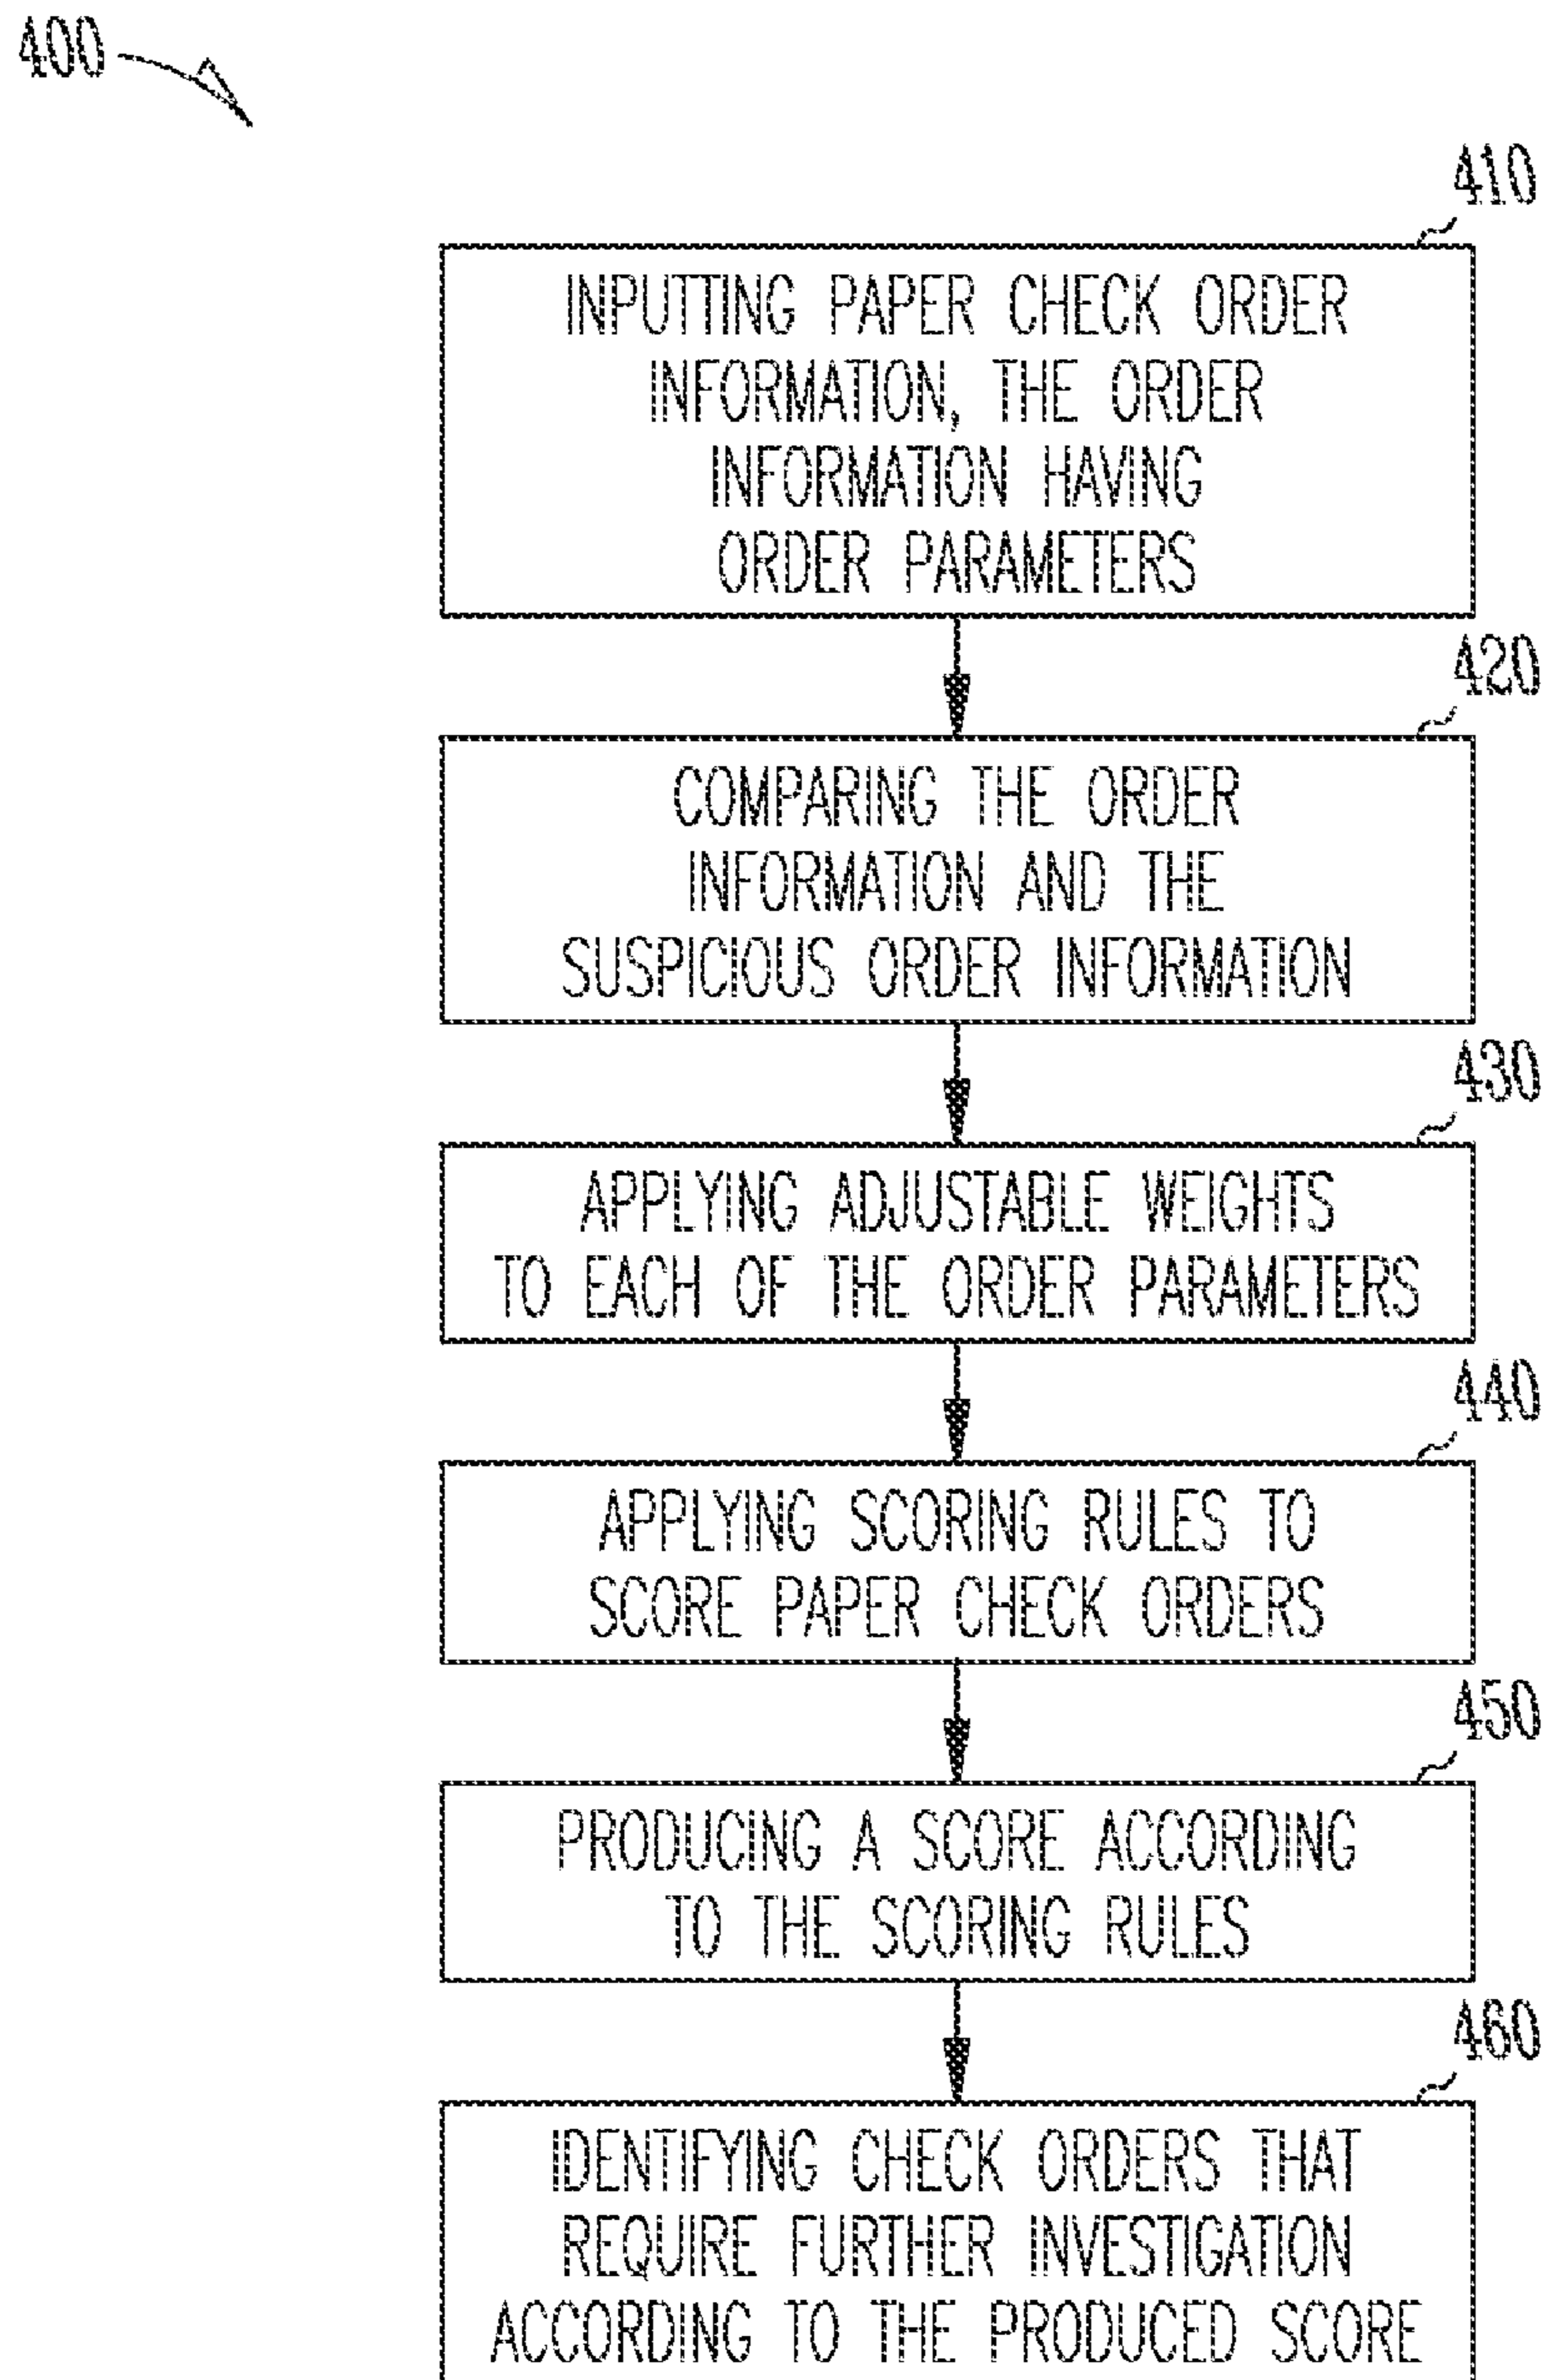 400
410
INPUTTING PAPER CHECK ORDER
INFORMATION, THE ORDER
INFORMATION HAVING
ORDER PARAMETERS
420
COMPARING THE ORDER
INFORMATION AND THE
SUSPICIOUS ORDER INFORMATION
430
APPLYING ADJUSTABLE WEIGHTS
TO EACH OF THE ORDER PARAMETERS
440
APPLYING SCORING RULES TO
SCORE PAPER CHECK ORDERS
450
PRODUCING A SCORE ACCORDING
TO THE SCORING RULES
460
IDENTIFYING CHECK ORDERS THAT
REQUIRE FURTHER INVESTIGATION
ACCORDING TO THE PRODUCED SCORE